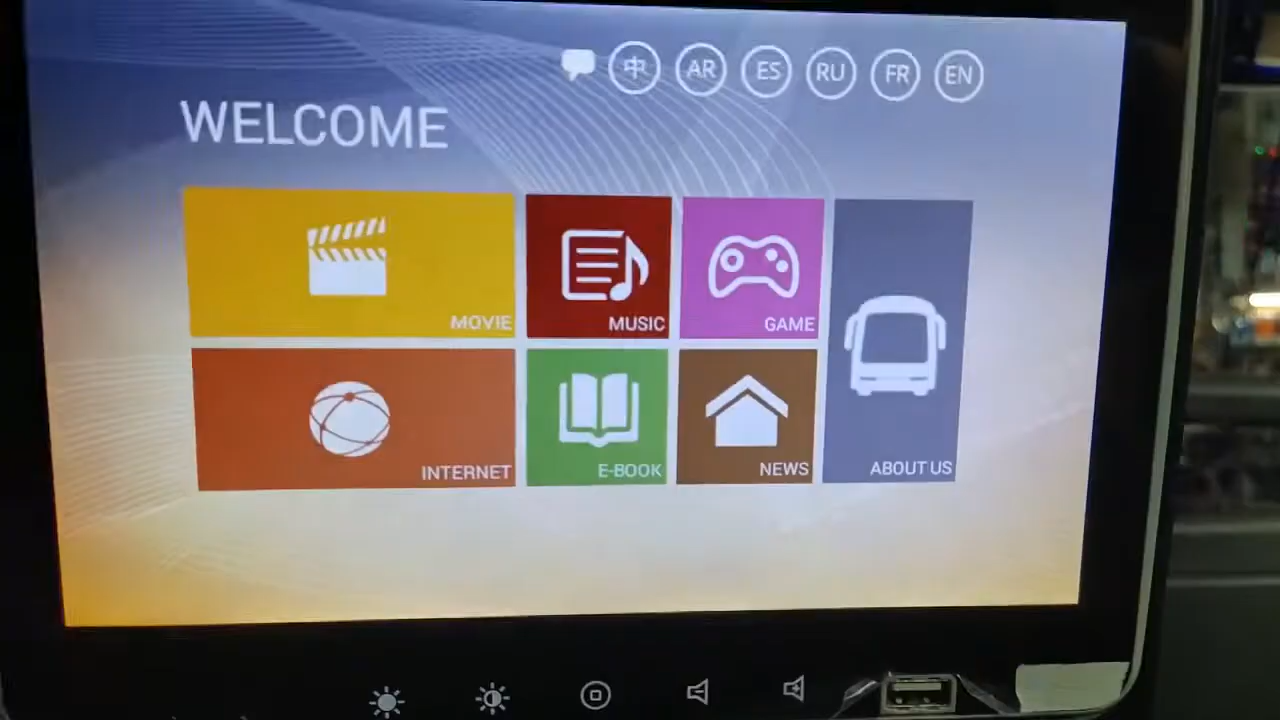 中 AR ES RU FR EN
WELCOME
MOVIE MUSIC GAME
INTERNET E-BOOK NEWS ABOUT US